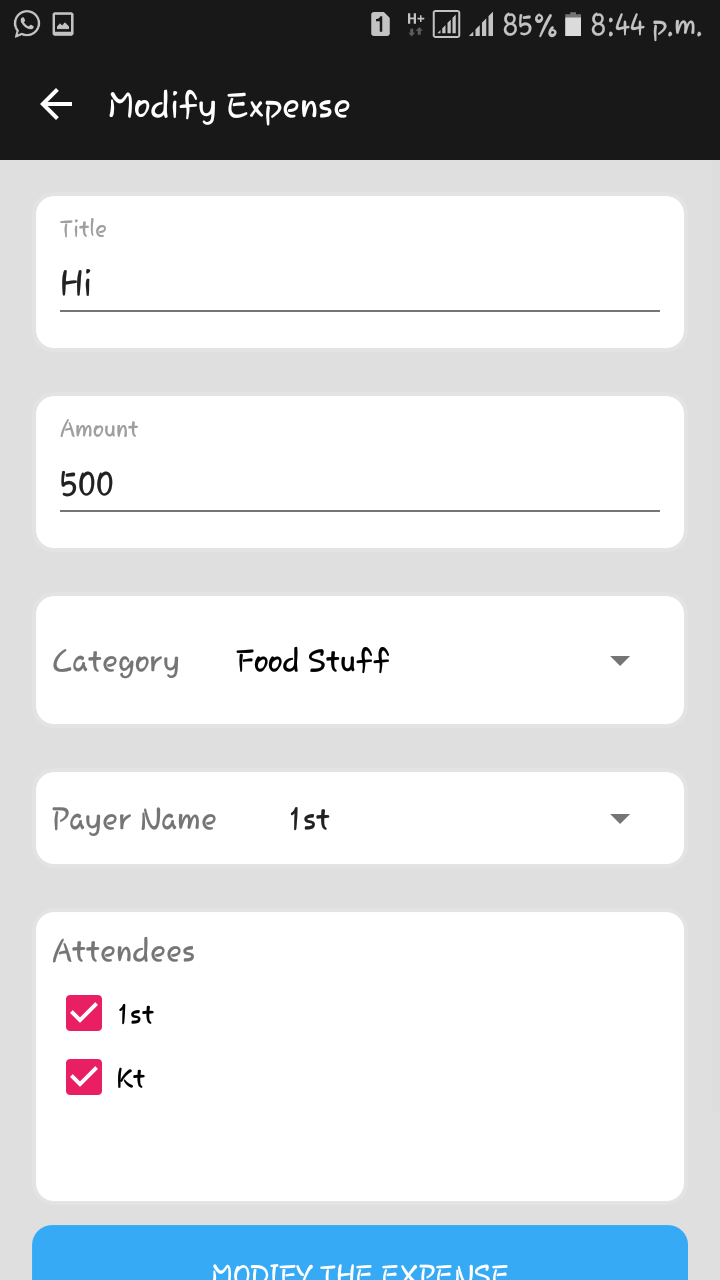 1 H+ 85% 8:44 p.m.
Modify Expense
Title
Hi
Amount
500
Category Food Stuff
Payer Name 1st
Attendees
1st
Kt
MODIFY THE EXPENSE